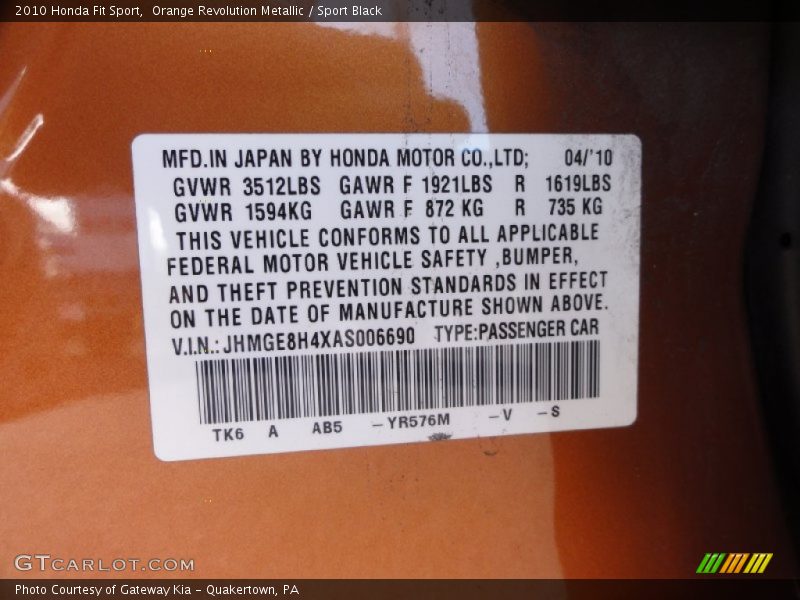 2010 Honda Fit Sport, Orange Revolution Metallic / Sport Black
MFD.IN JAPAN BY HONDA MOTOR CO.,LTD; 04/'10
GVWR 3512LBS GAWR F 1921LBS R 1619LBS
GVWR 1594KG GAWR F 872 KG R 735 KG
THIS VEHICLE CONFORMS TO ALL APPLICABLE
FEDERAL MOTOR VEHICLE SAFETY ,BUMPER,
AND THEFT PREVENTION STANDARDS IN EFFECT
ON THE DATE OF MANUFACTURE SHOWN ABOVE.
V.I.N.: JHMGE8H4XAS006690 TYPE:PASSENGER CAR
TK6 A AB5 -YR576M -V -S
GTCARLOT.COM
Photo Courtesy of Gateway Kia - Quakertown, PA